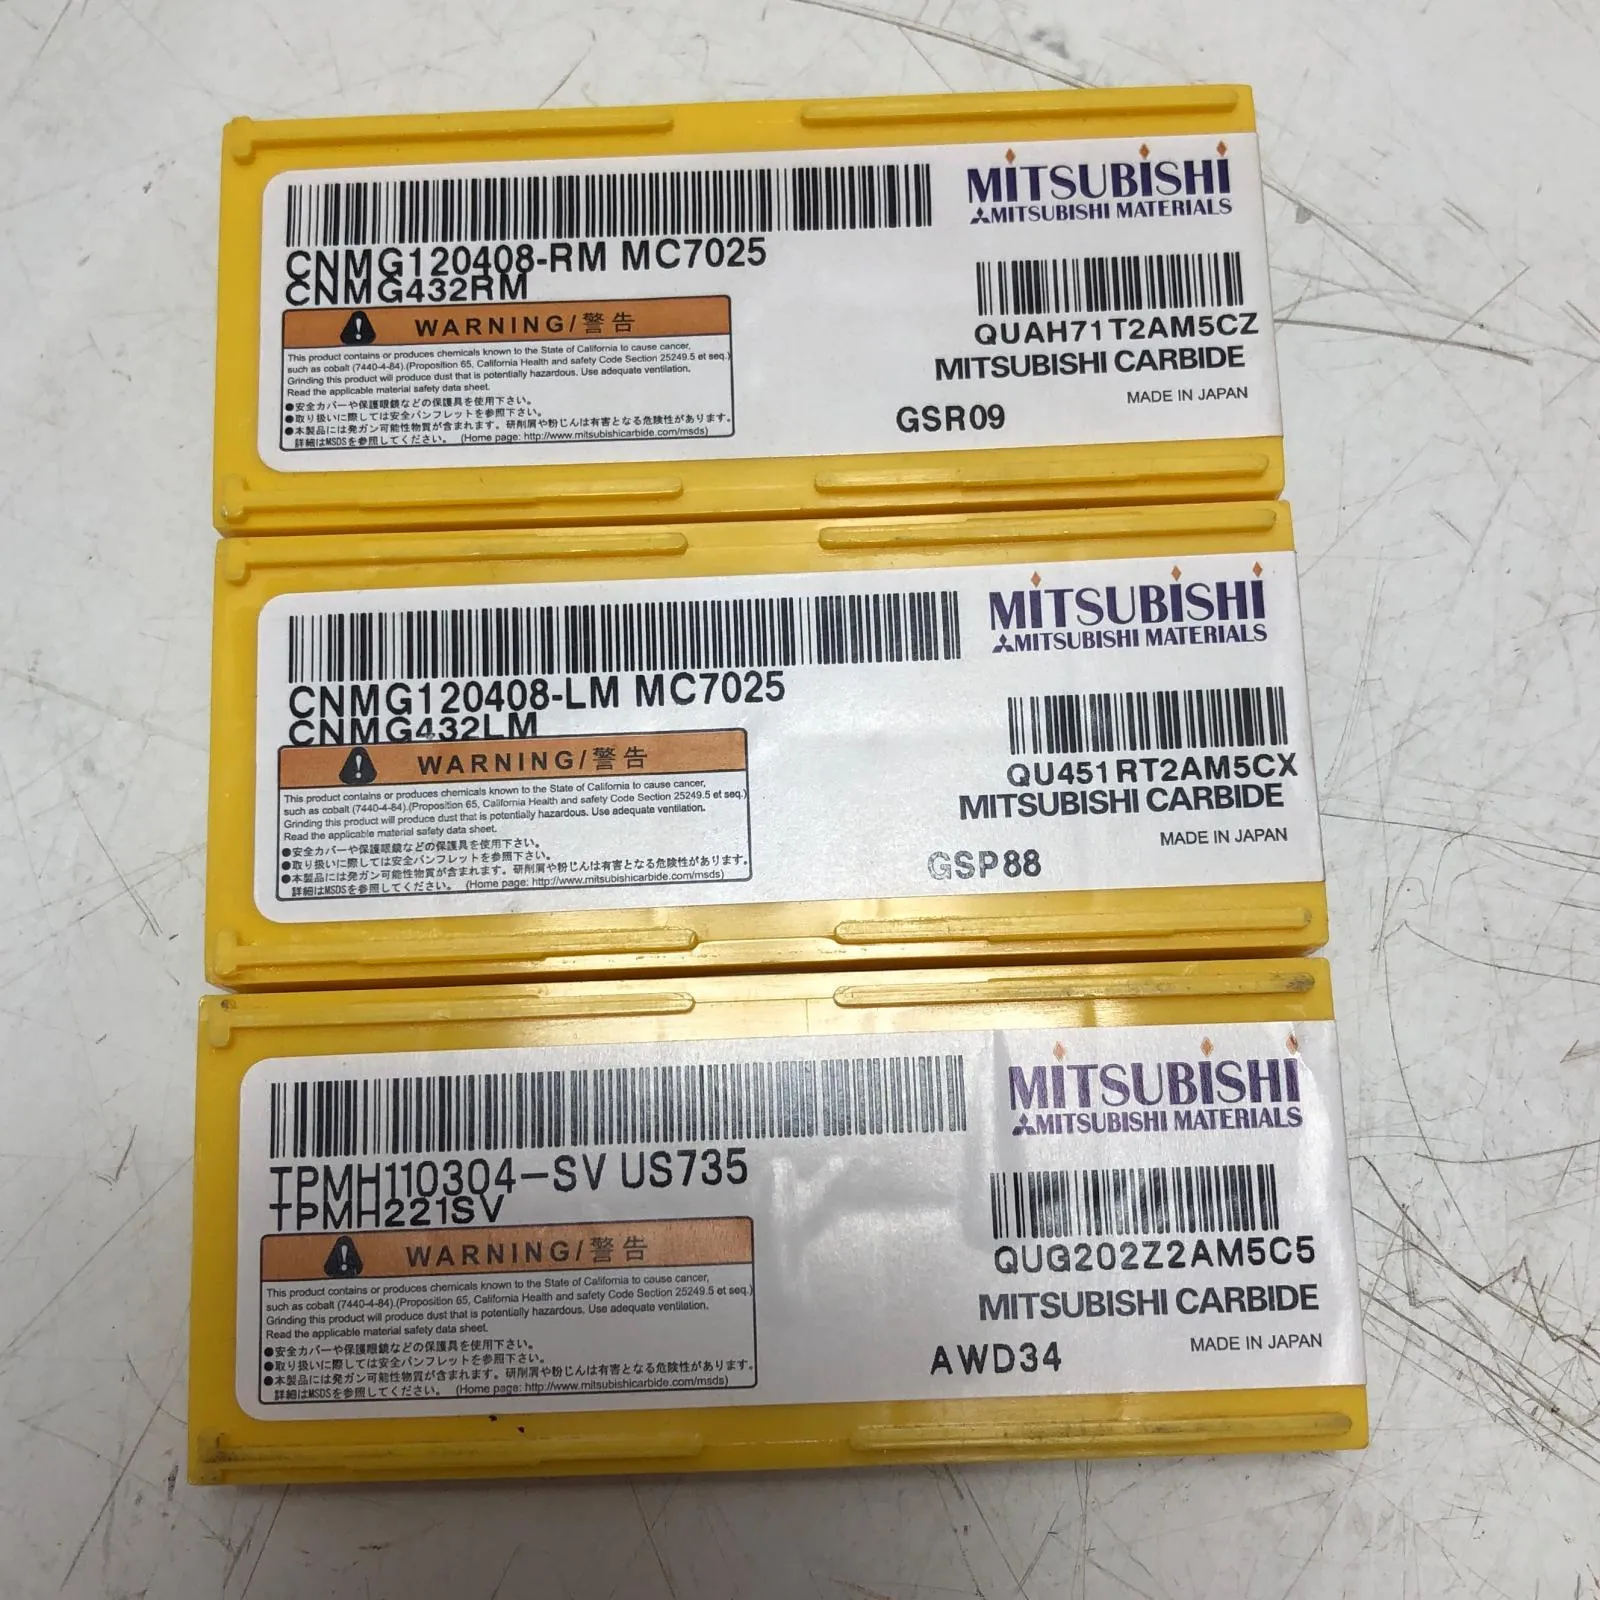 MITSUBISHI
MITSUBISHI MATERIALS
CNMG120408-RM MC7025
CNMG432RM
QUAH71T2AM5CZ
MITSUBISHI CARBIDE
MADE IN JAPAN
GSR09
WARNING/警告
This product contains or produces chemicals known to the State of California to cause cancer,
such as cobalt (7440-4-84).(Proposition 65, California Health and safety Code Section 25249.5 et seq.)
Grinding this product will produce dust that is potentially hazardous. Use adequate ventilation.
Read the applicable material safety data sheet.
●安全カバーや保護眼鏡などの保護具を使用下さい。
●取り扱いに際しては安全パンフレットを参照下さい。
●本製品には発ガン可能性物質が含まれます。研削屑や粉じんは有害となる危険性があります。
詳細はMSDSを参照してください。 (Home page: http://www.mitsubishicarbide.com/msds)
MITSUBISHI
MITSUBISHI MATERIALS
CNMG120408-LM MC7025
CNMG432LM
QU451RT2AM5CX
MITSUBISHI CARBIDE
MADE IN JAPAN
GSP88
WARNING/警告
This product contains or produces chemicals known to the State of California to cause cancer,
such as cobalt (7440-4-84).(Proposition 65, California Health and safety Code Section 25249.5 et seq.)
Grinding this product will produce dust that is potentially hazardous. Use adequate ventilation.
Read the applicable material safety data sheet.
●安全カバーや保護眼鏡などの保護具を使用下さい。
●取り扱いに際しては安全パンフレットを参照下さい。
●本製品には発ガン可能性物質が含まれます。研削屑や粉じんは有害となる危険性があります。
詳細はMSDSを参照してください。 (Home page: http://www.mitsubishicarbide.com/msds)
MITSUBISHI
MITSUBISHI MATERIALS
TPMH110304-SV US735
TPMH221SV
QUG202Z2AM5C5
MITSUBISHI CARBIDE
MADE IN JAPAN
AWD34
WARNING/警告
This product contains or produces chemicals known to the State of California to cause cancer,
such as cobalt (7440-4-84).(Proposition 65, California Health and safety Code Section 25249.5 et seq.)
Grinding this product will produce dust that is potentially hazardous. Use adequate ventilation.
Read the applicable material safety data sheet.
●安全カバーや保護眼鏡などの保護具を使用下さい。
●取り扱いに際しては安全パンフレットを参照下さい。
●本製品には発ガン可能性物質が含まれます。研削屑や粉じんは有害となる危険性があります。
詳細はMSDSを参照してください。 (Home page: http://www.mitsubishicarbide.com/msds)